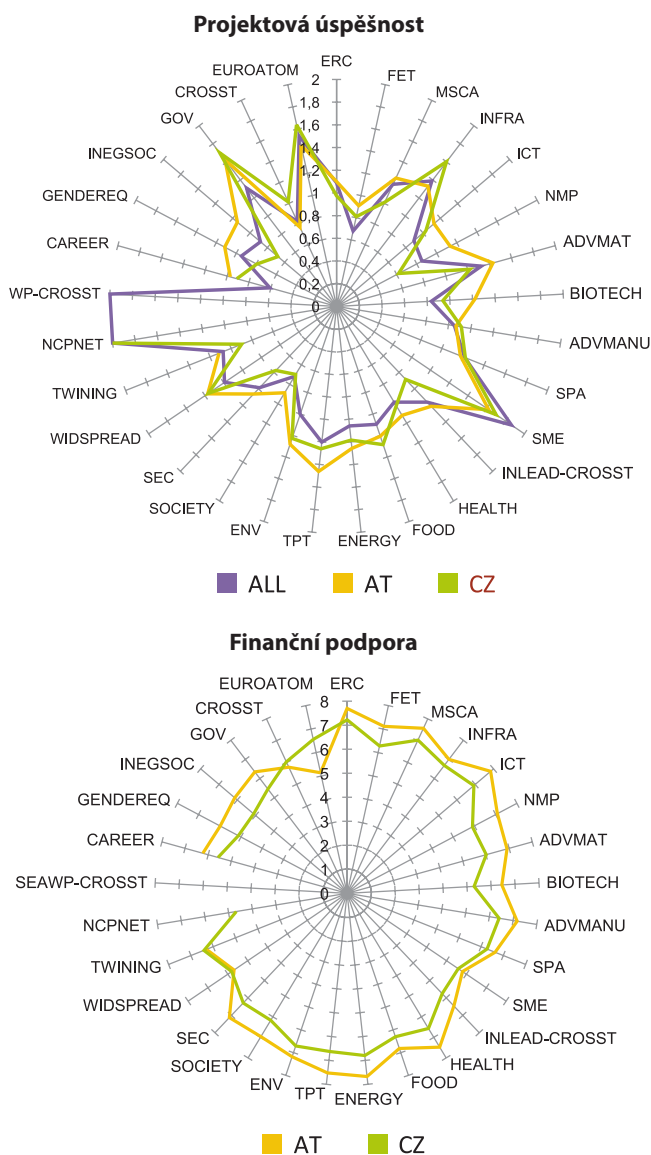 Projektová úspěšnost
ERC
FET
MSCA
INFRA
ICT
NMP
ADVMAT
BIOTECH
ADVMANU
SPA
SME
INLEAD-CROSST
HEALTH
FOOD
ENERGY
TPT
ENV
SOCIETY
SEC
WIDSPREAD
TWINING
NCPNET
WP-CROSST
CAREER
GENDEREQ
INEGSOC
GOV
CROSST
EUROATOM
2
1,8
1,6
1,4
1,2
1
0,8
0,6
0,4
0,2
0
ALL AT CZ
Finanční podpora
ERC
FET
MSCA
INFRA
ICT
NMP
ADVMAT
BIOTECH
ADVMANU
SPA
SME
INLEAD-CROSST
HEALTH
FOOD
ENERGY
TPT
ENV
SOCIETY
SEC
WIDSPREAD
TWINING
NCPNET
SEAWP-CROSST
CAREER
GENDEREQ
INEGSOC
GOV
CROSST
EUROATOM
8
7
6
5
4
3
2
1
0
AT CZ